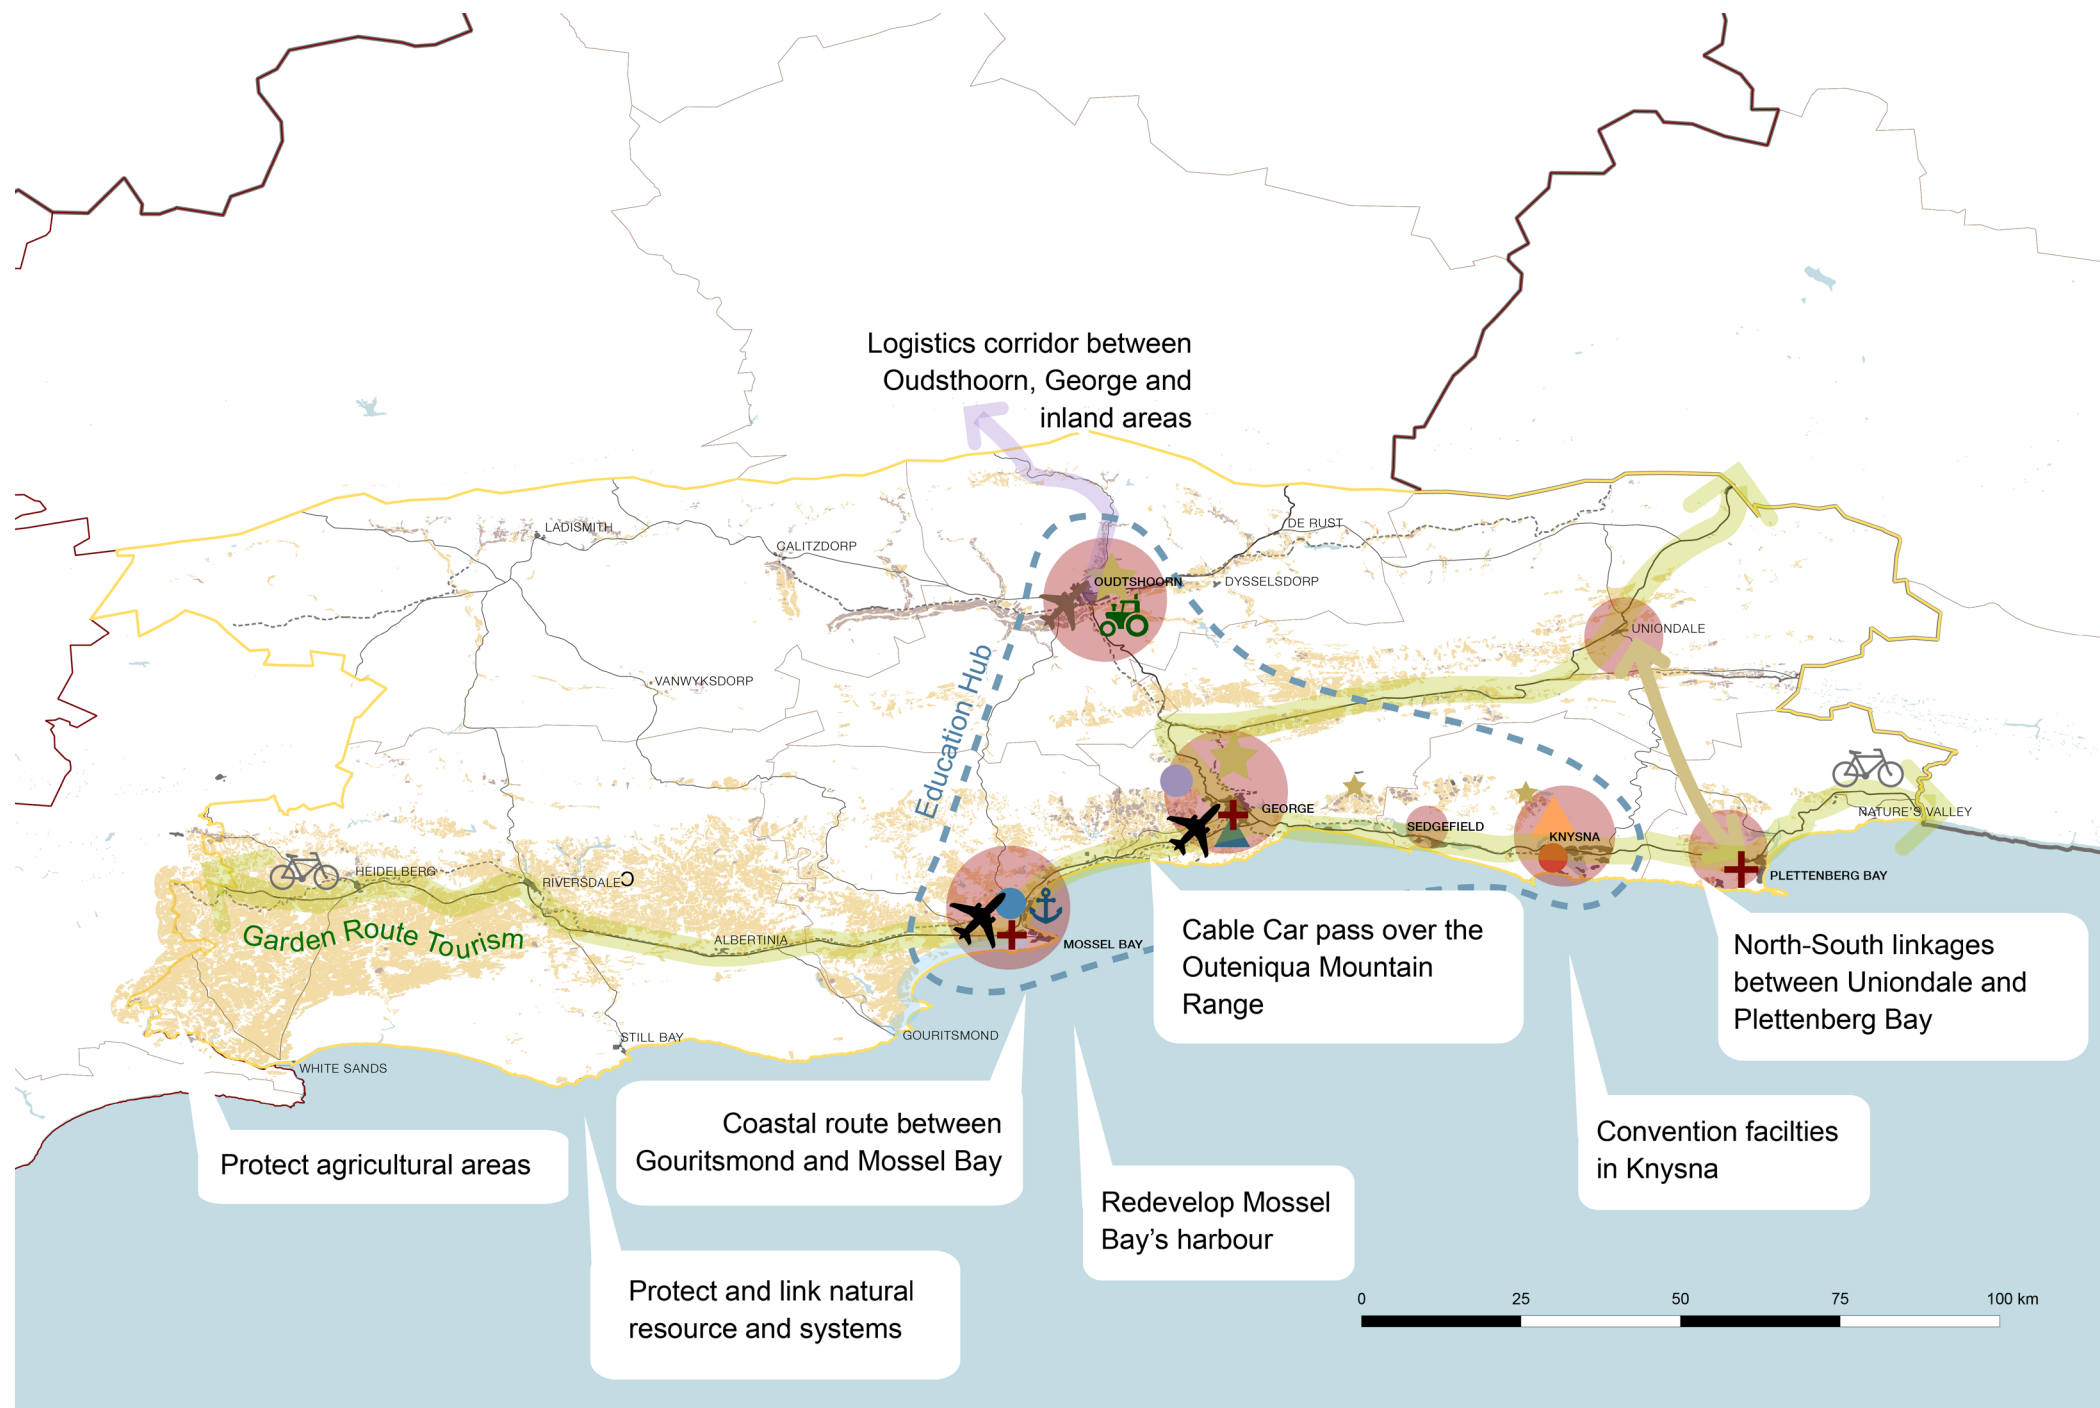 Logistics corridor between
Oudsthoorn, George and
inland areas
LADISMITH
CALITZDORP
DE RUST
OUDTSHOORN
DYSSELSDORP
UNIONDALE
VANWYKSDORP
Education Hub
GEORGE
SEDGEFIELD
KNYSNA
NATURE'S VALLEY
HEIDELBERG
RIVERSDALE
PLETTENBERG BAY
Garden Route Tourism
ALBERTINIA
MOSSEL BAY
GOURITSMOND
STILL BAY
WHITE SANDS
Cable Car pass over the
Outeniqua Mountain
Range
North-South linkages
between Uniondale and
Plettenberg Bay
Coastal route between
Gouritsmond and Mossel Bay
Convention facilties
in Knysna
Protect agricultural areas
Redevelop Mossel
Bay's harbour
Protect and link natural
resource and systems
0 25 50 75 100 km